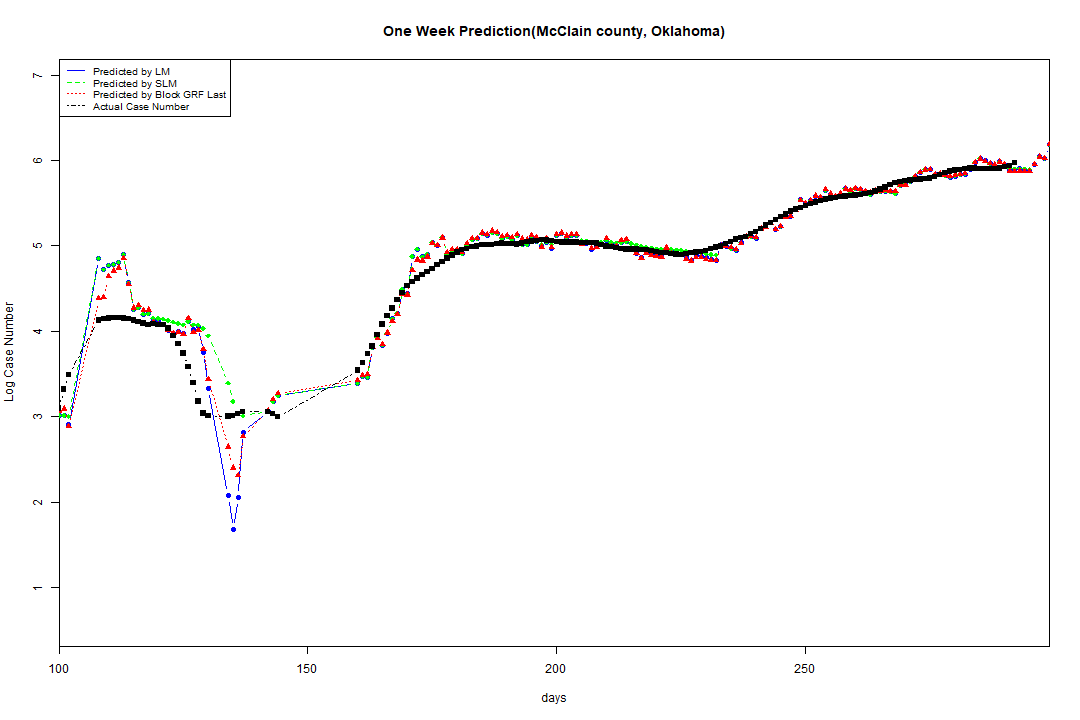 One Week Prediction(McClain county, Oklahoma)
Predicted by LM
Predicted by SLM
Predicted by Block GRF Last
Actual Case Number
7
6
5
4
3
2
1
Log Case Number
100
150
200
250
days